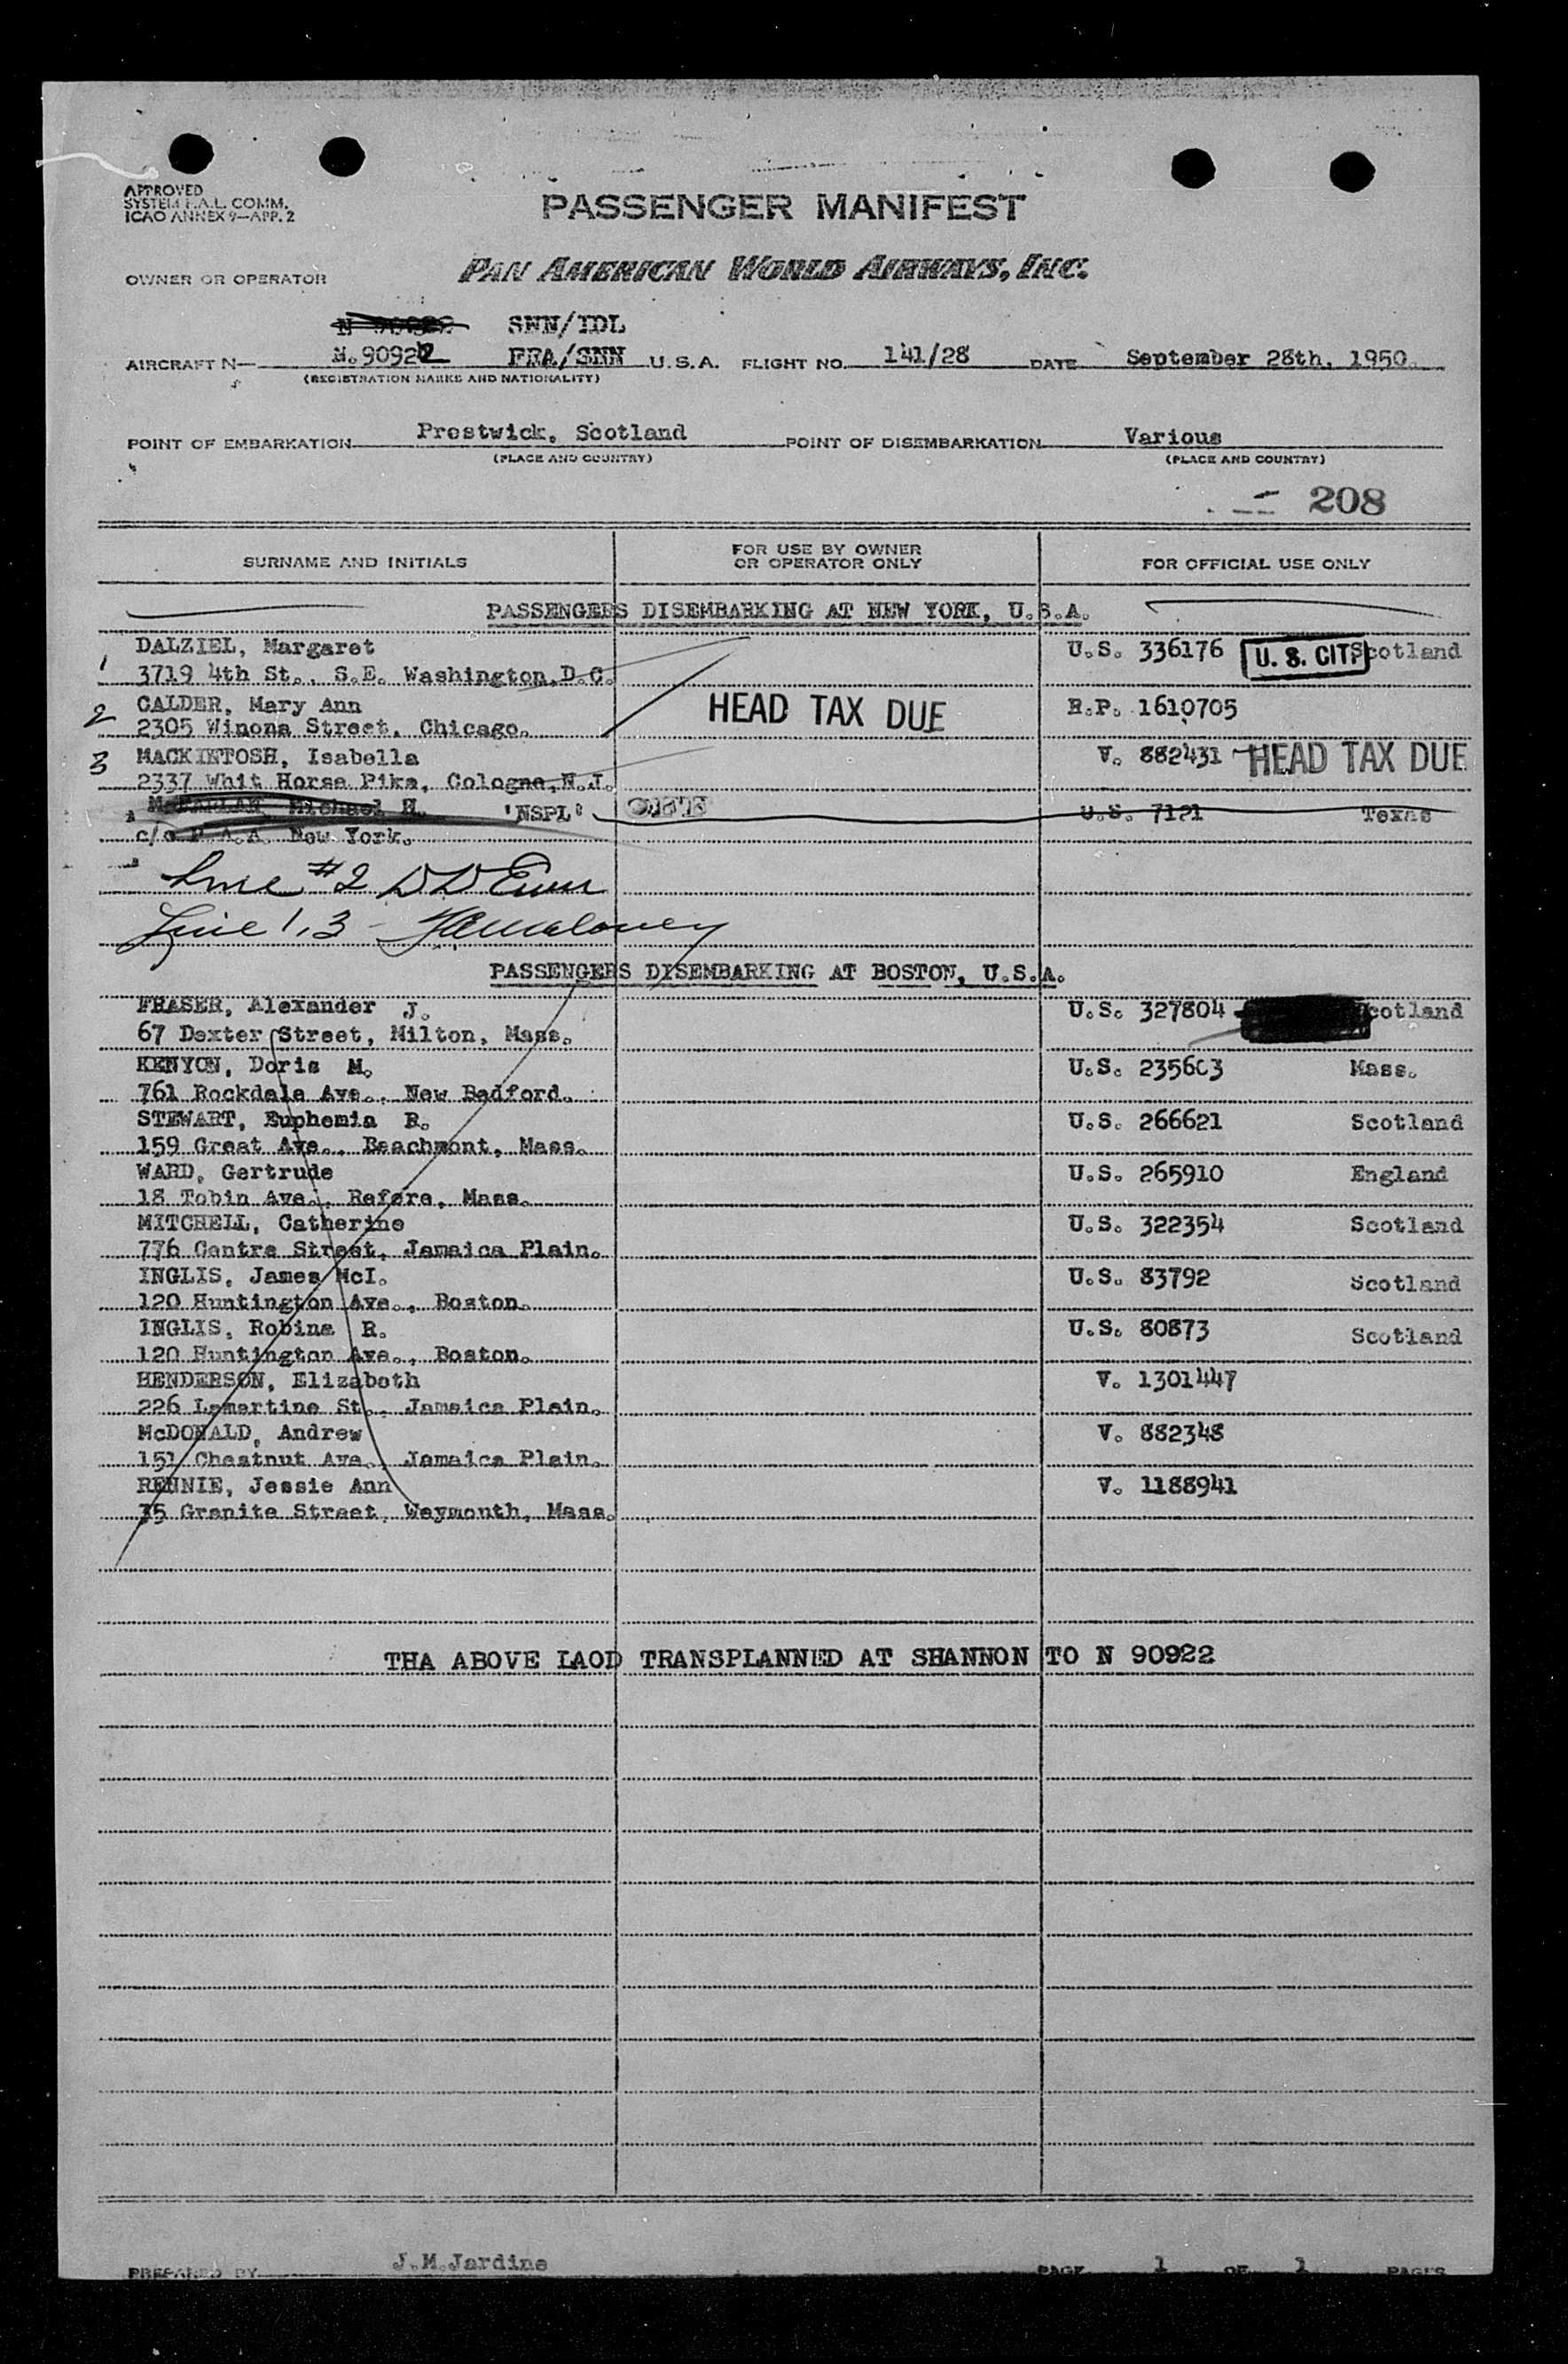 APPROVED
SYSTEM F.A.L. COMM.
ICAO ANNEX 9—APP. 2
PASSENGER MANIFEST
OWNER OR OPERATOR PAN AMERICAN WORLD AIRWAYS, INC.
SNN/IDL
AIRCRAFT N— N.90922 PRA/SNN U.S.A. FLIGHT NO. 141/28 DATE September 28th, 1950.
(REGISTRATION MARKS AND NATIONALITY)
POINT OF EMBARKATION Prestwick, Scotland POINT OF DISEMBARKATION Various
(PLACE AND COUNTRY) (PLACE AND COUNTRY)
208
SURNAME AND INITIALS FOR USE BY OWNER OR OPERATOR ONLY FOR OFFICIAL USE ONLY
PASSENGERS DISEMBARKING AT NEW YORK, U.S.A.
1 DALZIEL, Margaret U.S. 336176 U. S. CIT. Scotland
3719 4th St., S.E. Washington,D.C.
2 CALDER, Mary Ann HEAD TAX DUE R.P. 1610705
2305 Winona Street, Chicago.
3 MACKINTOSH, Isabella V. 882431 HEAD TAX DUE
2337 Whit Horse Pike, Cologne,N.J.
Michael H. 'NSPL' U.S. 7121 Texas
c/o P.A.A. New York.
Line #2
Line 1,3 -
PASSENGERS DISEMBARKING AT BOSTON, U.S.A.
FRASER, Alexander J. U.S. 327804 Scotland
67 Dexter Street, Milton, Mass.
KENYON, Doris M. U.S. 235603 Mass.
761 Rockdale Ave., New Bedford.
STEWART, Euphemia R. U.S. 266621 Scotland
159 Great Ave., Beachmont, Mass.
WARD, Gertrude U.S. 265910 England
18 Tobin Ave., Refere, Mass.
MITCHELL, Catherine U.S. 322354 Scotland
776 Centre Street, Jamaica Plain.
INGLIS, James McI. U.S. 83792 Scotland
120 Huntington Ave., Boston.
INGLIS, Robina R. U.S. 80873 Scotland
120 Huntington Ave., Boston.
HENDERSON, Elizabeth V. 1301447
226 Lamartine St., Jamaica Plain.
McDONALD, Andrew V. 882348
151 Chestnut Ave., Jamaica Plain.
RENNIE, Jessie Ann V. 1188941
35 Granite Street, Weymouth, Mass.
THA ABOVE LAOD TRANSPLANNED AT SHANNON TO N 90922
PREPARED BY J.M.Jardine PAGE 1 OF 1 PAGES